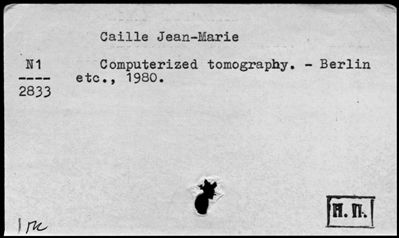 Caille Jean-Marie
N1 Computerized tomography. - Berlin
---- etc., 1980.
2833
Н. П.